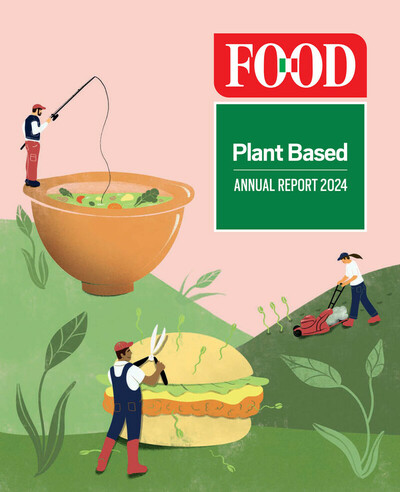 FOOD
Plant Based
ANNUAL REPORT 2024